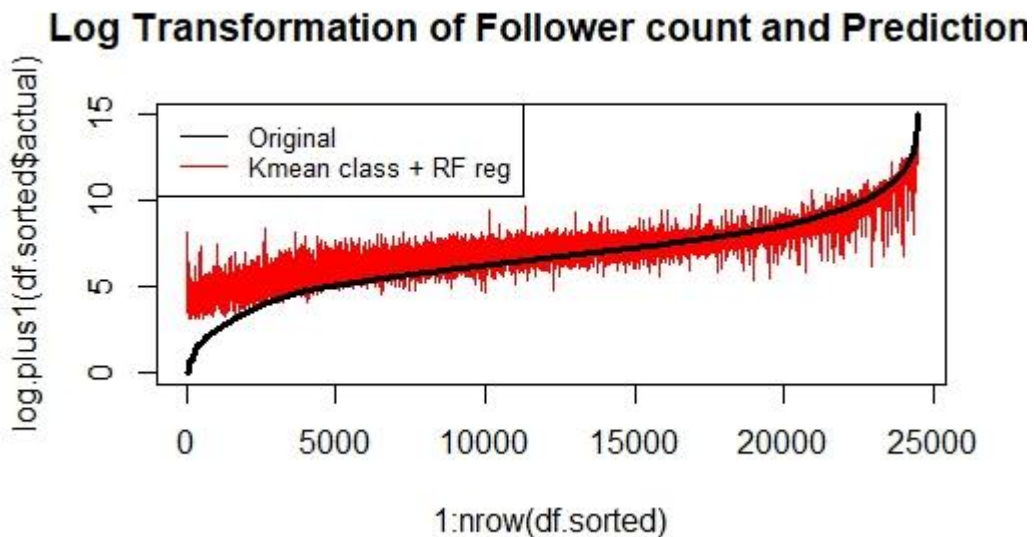 Log Transformation of Follower count and Prediction
log.plus1(df.sorted$actual)
15
10
5
0
Original
Kmean class + RF reg
0 5000 10000 15000 20000 25000
1:nrow(df.sorted)